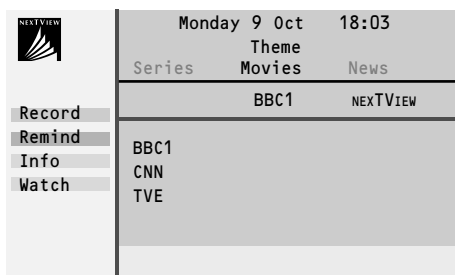 NEXTVIEW
Monday 9 Oct 18:03
Theme
Series Movies News
BBC1 NEXTVIEW
Record
Remind
Info
Watch
BBC1
CNN
TVE